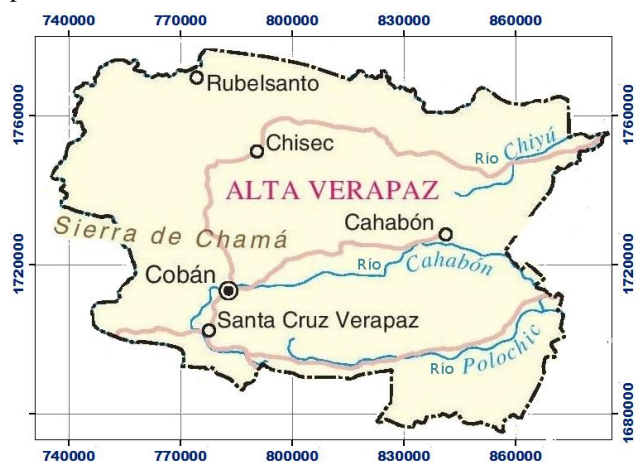 740000 770000 800000 830000 860000
1760000 1760000
Rubelsanto
Chisec
Río Chiyú
ALTA VERAPAZ
Cahabón
Sierra de Chamá
Río Cahabón
1720000 1720000
Cobán
Santa Cruz Verapaz
Río Polochic
1680000
740000 770000 800000 830000 860000